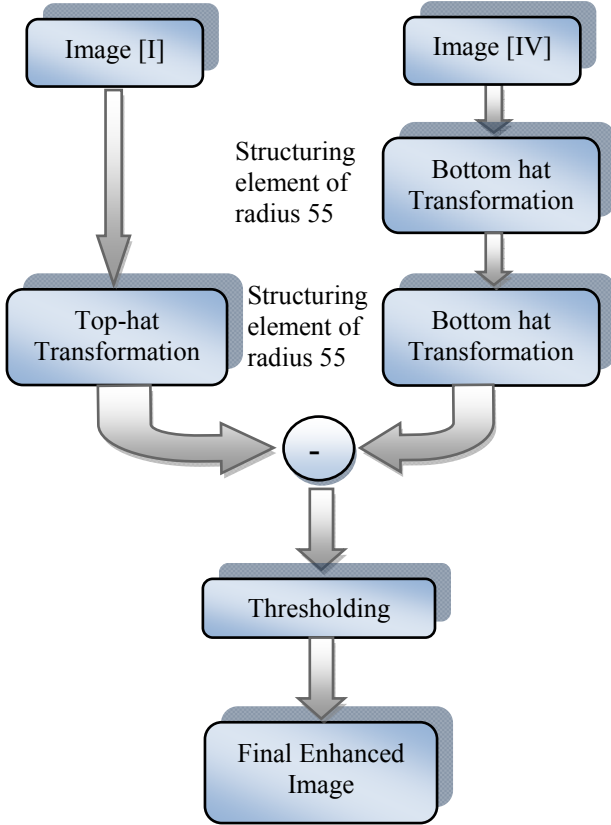 Image [I]
Image [IV]
Structuring
element of
radius 55
Bottom hat
Transformation
Top-hat
Transformation
Structuring
element of
radius 55
Bottom hat
Transformation
-
Thresholding
Final Enhanced
Image